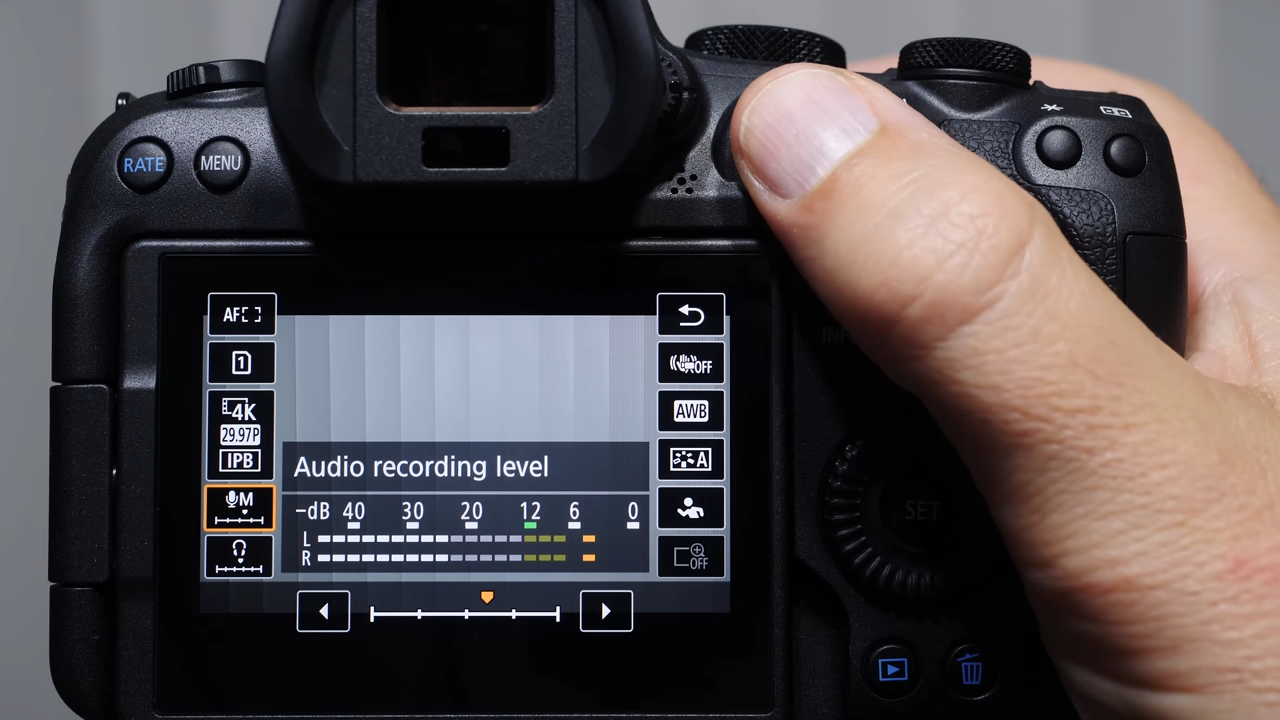 RATE MENU
AF
1
4K
29.97P
IPB
M
OFF
AWB
A
OFF
Audio recording level
-dB 40 30 20 12 6 0
L
R
SET